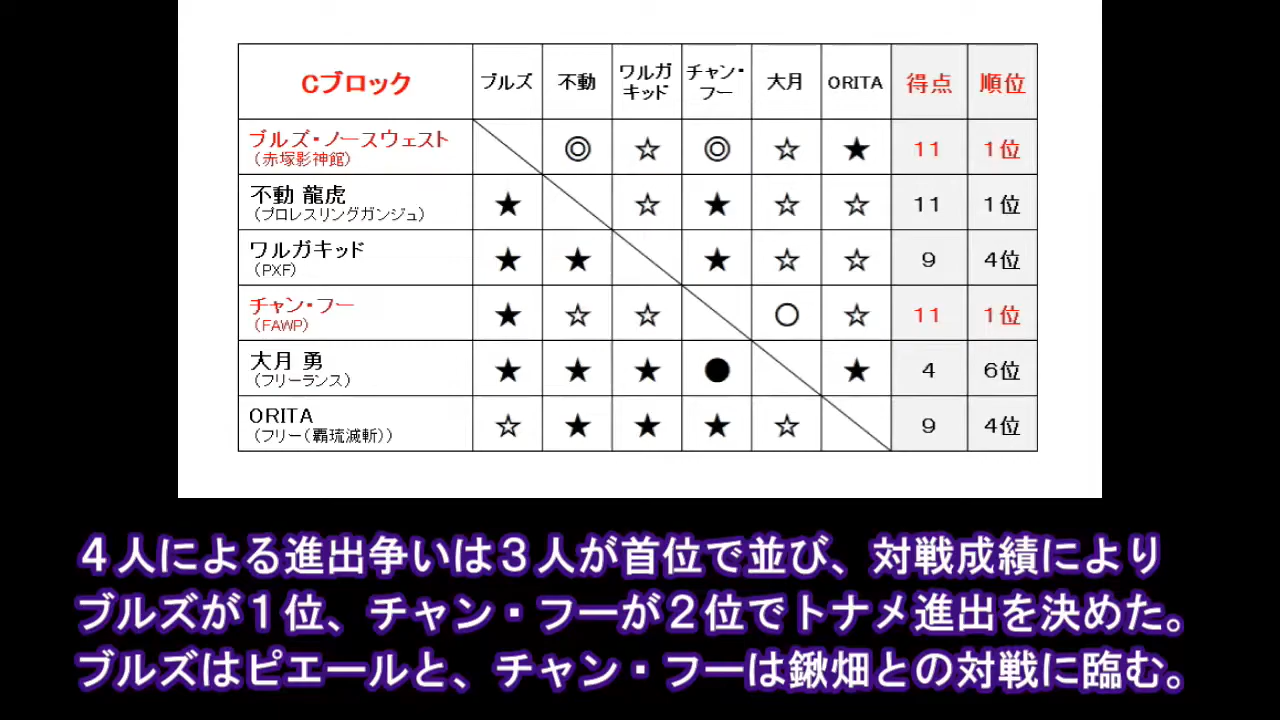 Cブロック ブルズ 不動 ワルガキッド チャン・フー 大月 ORITA 得点 順位
ブルズ・ノースウェスト ◎ ☆ ◎ ☆ ★ 11 1位
（赤塚影神館）
不動 龍虎 ★ ☆ ★ ☆ ☆ 11 1位
（プロレスリングガンジュ）
ワルガキッド ★ ★ ★ ☆ ☆ 9 4位
（PXF）
チャン・フー ★ ☆ ☆ ○ ☆ 11 1位
（FAWP）
大月 勇 ★ ★ ★ ● ★ 4 6位
（フリーランス）
ORITA ☆ ★ ★ ★ ☆ 9 4位
（フリー（覇琉滅斬））
４人による進出争いは３人が首位で並び、対戦成績により
ブルズが１位、チャン・フーが２位でトナメ進出を決めた。
ブルズはピエールと、チャン・フーは鍬畑との対戦に臨む。